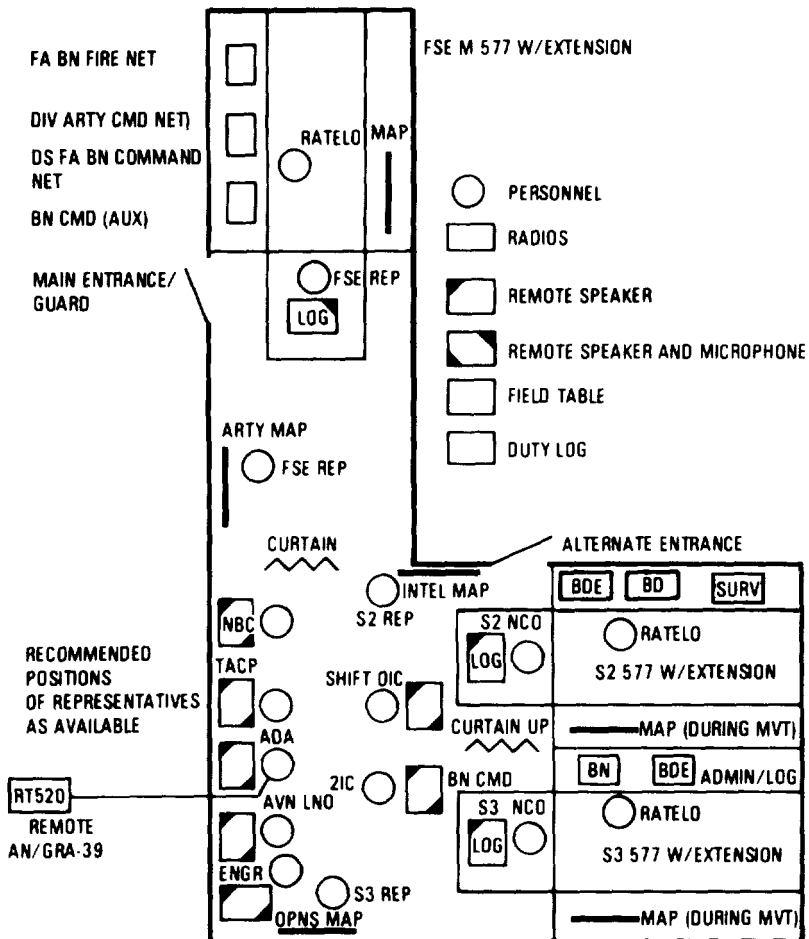 FA BN FIRE NET
FSE M 577 W/EXTENSION
DIV ARTY CMD NET)
DS FA BN COMMAND
NET
BN CMD (AUX)
RATELO
MAP
PERSONNEL
RADIOS
REMOTE SPEAKER
REMOTE SPEAKER AND MICROPHONE
FIELD TABLE
DUTY LOG
MAIN ENTRANCE/
GUARD
FSE REP
LOG
ARTY MAP
FSE REP
CURTAIN
ALTERNATE ENTRANCE
INTEL MAP
S2 REP
BDE
BD
SURV
RATELO
S2 577 W/EXTENSION
MAP (DURING MVT)
S2 NCO
LOG
NBC
TACP
RECOMMENDED
POSITIONS
OF REPRESENTATIVES
AS AVAILABLE
SHIFT OIC
CURTAIN UP
ADA
RT520
REMOTE
AN/GRA-39
AVN LNO
2IC
BN CMD
BN
BDE
ADMIN/LOG
RATELO
S3 577 W/EXTENSION
MAP (DURING MVT)
S3 NCO
LOG
ENGR
S3 REP
OPNS MAP